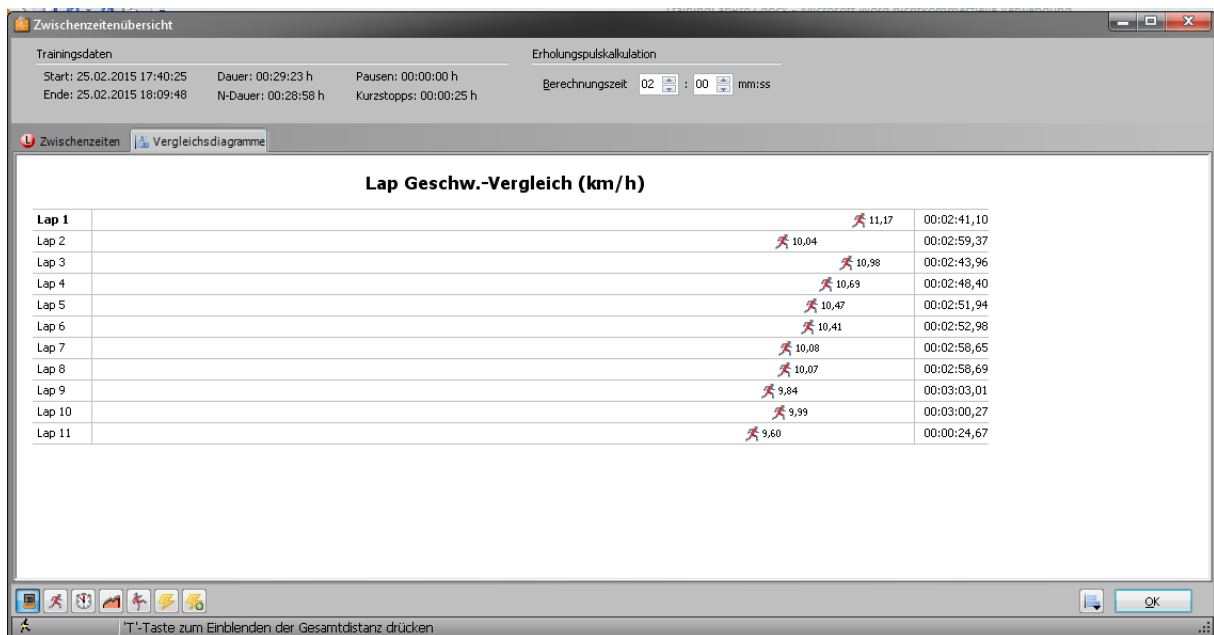 TrainingLapkro2.docx - Microsoft Word nichtkommerzielle Verwendung
Zwischenzeitenübersicht
Trainingsdaten
Start: 25.02.2015 17:40:25 Dauer: 00:29:23 h Pausen: 00:00:00 h
Ende: 25.02.2015 18:09:48 N-Dauer: 00:28:58 h Kurzstopps: 00:00:25 h
Erholungspulskalkulation
Berechnungszeit 02 : 00 mm:ss
L Zwischenzeiten Vergleichsdiagramme
Lap Geschw.-Vergleich (km/h)
Lap 1 11,17 00:02:41,10
Lap 2 10,04 00:02:59,37
Lap 3 10,98 00:02:43,96
Lap 4 10,69 00:02:48,40
Lap 5 10,47 00:02:51,94
Lap 6 10,41 00:02:52,98
Lap 7 10,08 00:02:58,65
Lap 8 10,07 00:02:58,69
Lap 9 9,84 00:03:03,01
Lap 10 9,99 00:03:00,27
Lap 11 9,60 00:00:24,67
OK
'T'-Taste zum Einblenden der Gesamtdistanz drücken